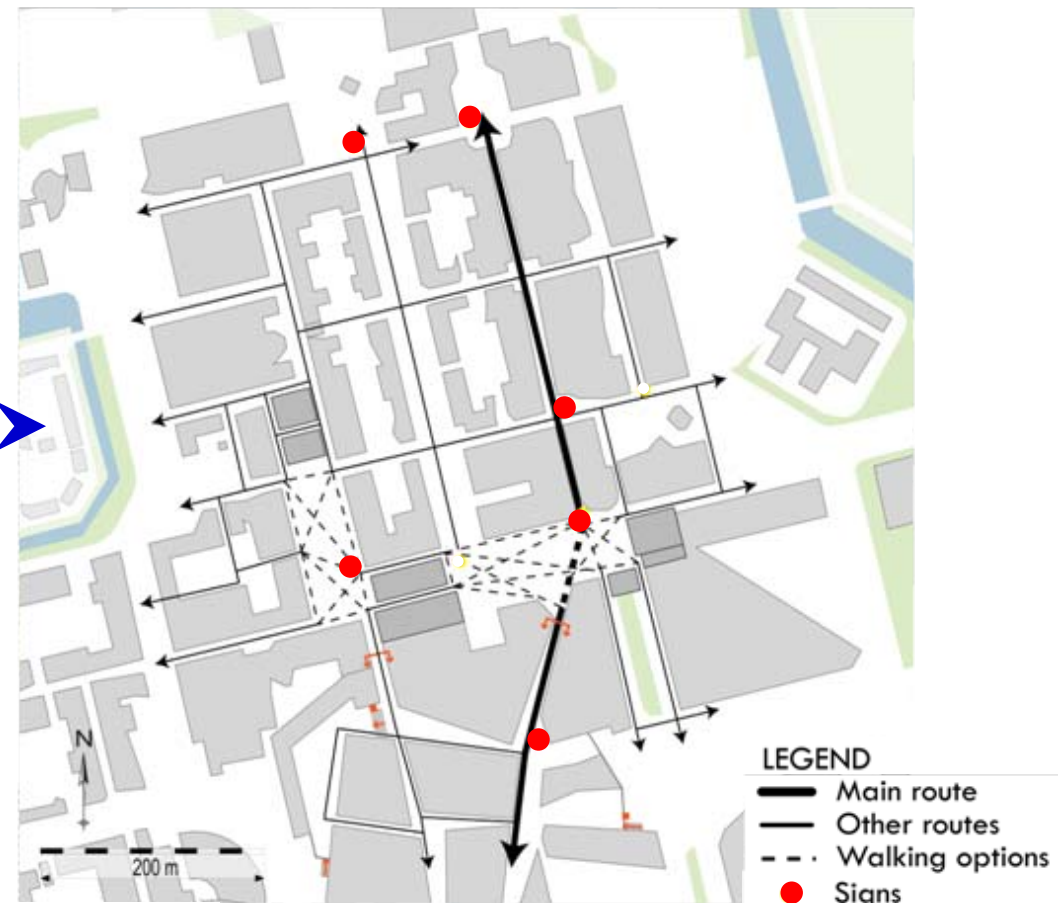 N
200 m
LEGEND
Main route
Other routes
Walking options
Signs